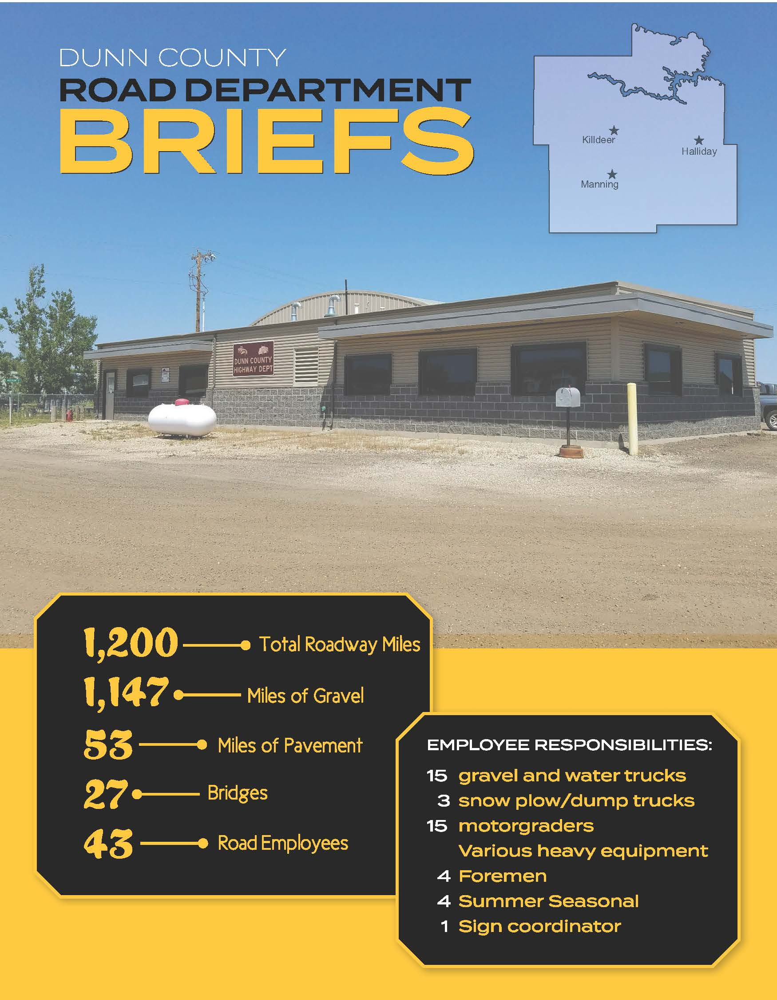 DUNN COUNTY
ROAD DEPARTMENT
BRIEFS
Killdeer
Halliday
Manning
DUNN COUNTY
HIGHWAY DEPT
1,200 Total Roadway Miles
1,147 Miles of Gravel
53 Miles of Pavement
27 Bridges
43 Road Employees
EMPLOYEE RESPONSIBILITIES:
15 gravel and water trucks
3 snow plow/dump trucks
15 motorgraders
Various heavy equipment
4 Foremen
4 Summer Seasonal
1 Sign coordinator